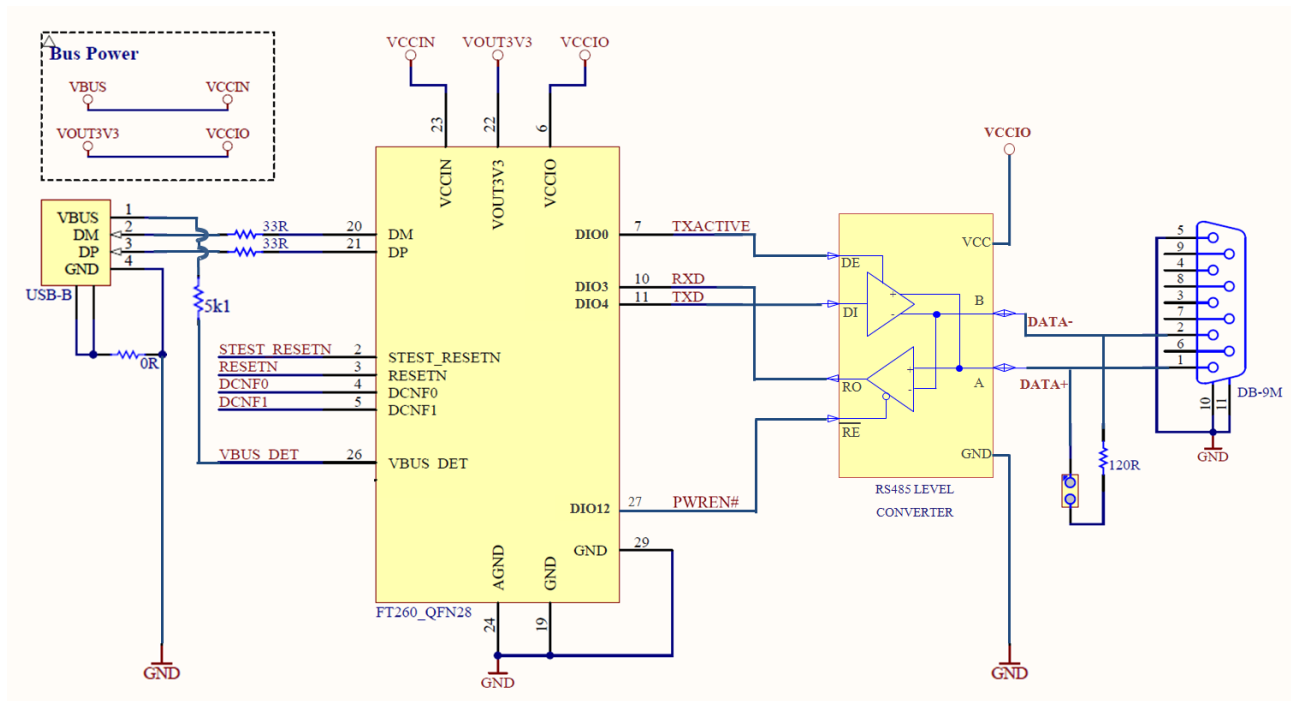 Bus Power
VBUS VCCIN
VOUT3V3 VCCIO
VCCIN VOUT3V3 VCCIO
23 22 6
VCCIN VOUT3V3 VCCIO
VBUS 1
DM 2
DP 3
GND 4
USB-B
33R
33R
5k1
0R
20 DM
21 DP
STEST_RESETN 2 STEST_RESETN
RESETN 3 RESETN
DCNF0 4 DCNF0
DCNF1 5 DCNF1
VBUS_DET 26 VBUS DET
DIO0 7 TXACTIVE
DIO3 10 RXD
DIO4 11 TXD
DIO12 27 PWREN#
GND 29
AGND GND
24 19
FT260_QFN28
GND
GND
VCCIO
VCC
DE
DI
RO
RE
B
A
GND
+
-
+
-
RS485 LEVEL
CONVERTER
GND
DATA-
DATA+
120R
5
9
4
8
3
7
2
6
1
10 11
DB-9M
GND